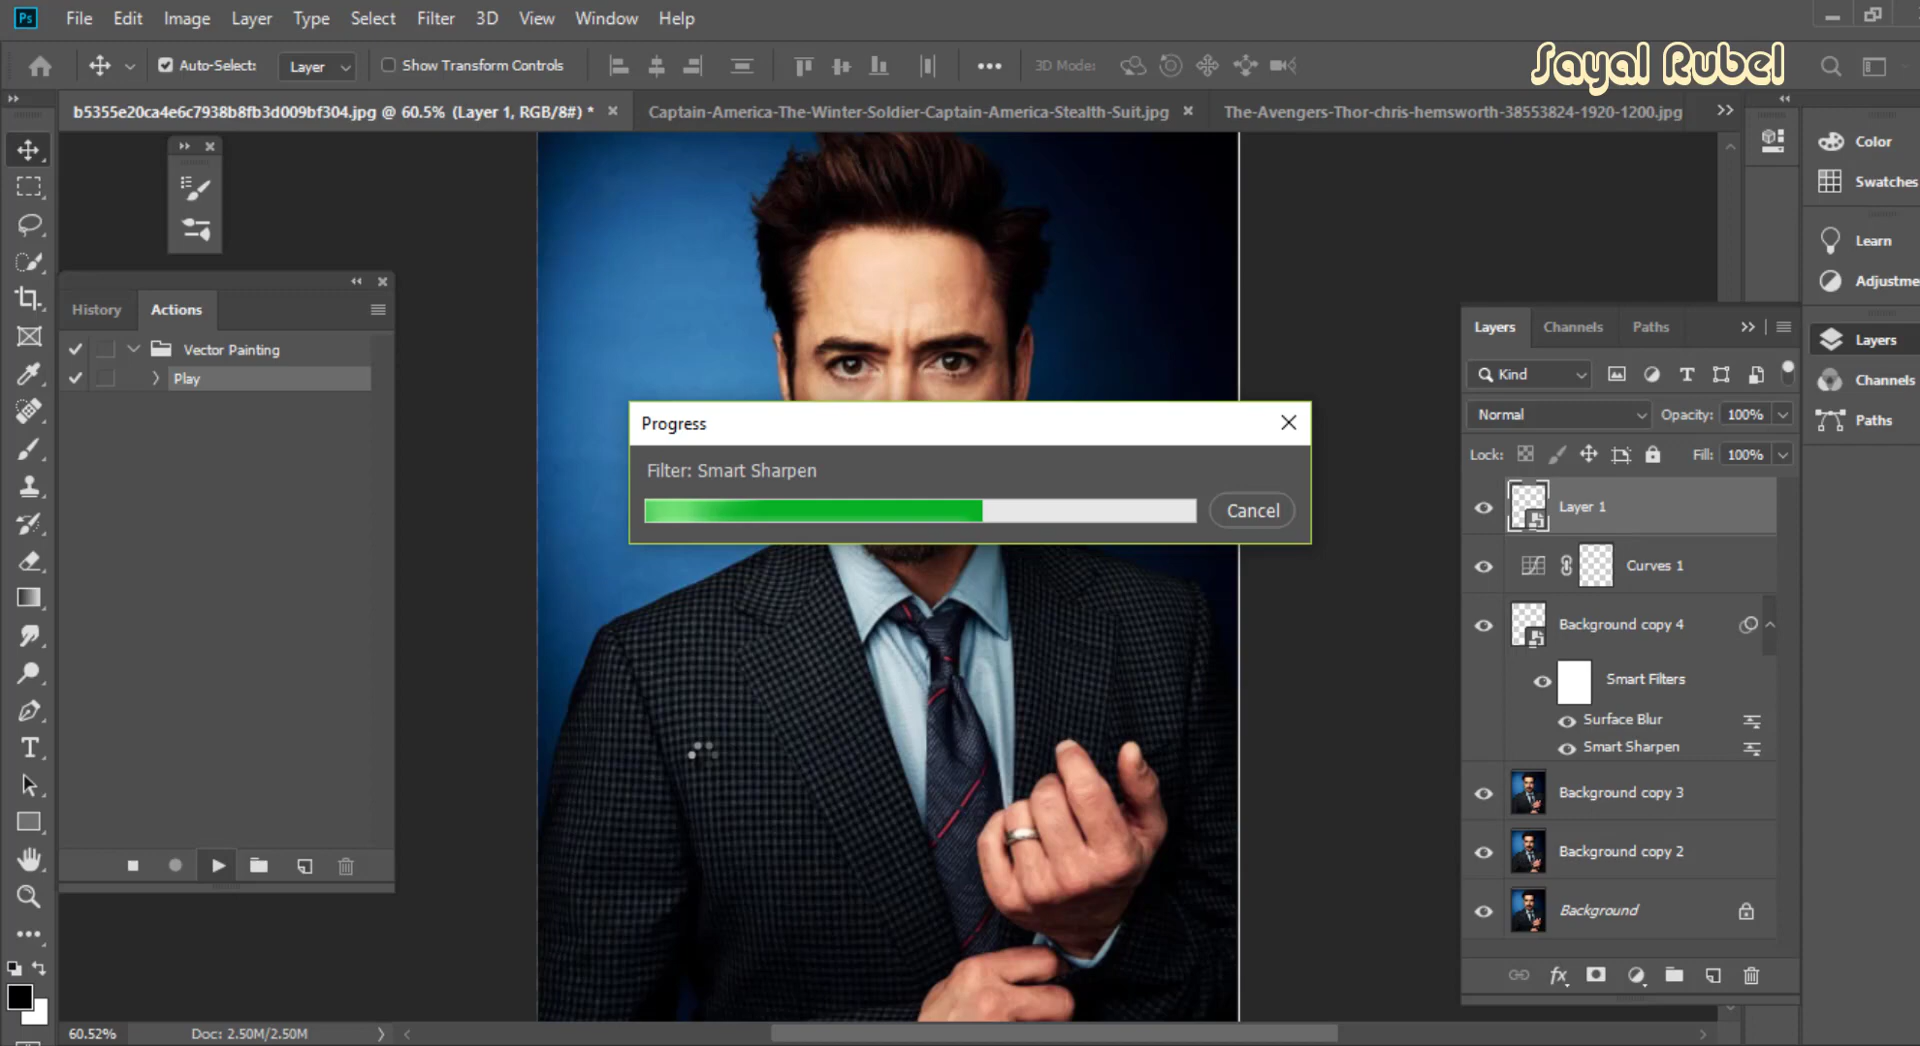 Ps File Edit Image Layer Type Select Filter 3D View Window Help
Auto-Select: Layer Show Transform Controls 3D Mode:
Sayal Rubel
b5355e20ca4e6c7938b8fb3d009bf304.jpg @ 60.5% (Layer 1, RGB/8#) * Captain-America-The-Winter-Soldier-Captain-America-Stealth-Suit.jpg The-Avengers-Thor-chris-hemsworth-38553824-1920-1200.jpg
Color
Swatches
Learn
Adjustme
Layers
Channels
Paths
History Actions
Vector Painting
Play
Progress
Filter: Smart Sharpen
Cancel
Layers Channels Paths
Kind
Normal Opacity: 100%
Lock: Fill: 100%
Layer 1
Curves 1
Background copy 4
Smart Filters
Surface Blur
Smart Sharpen
Background copy 3
Background copy 2
Background
fx
60.52% Doc: 2.50M/2.50M